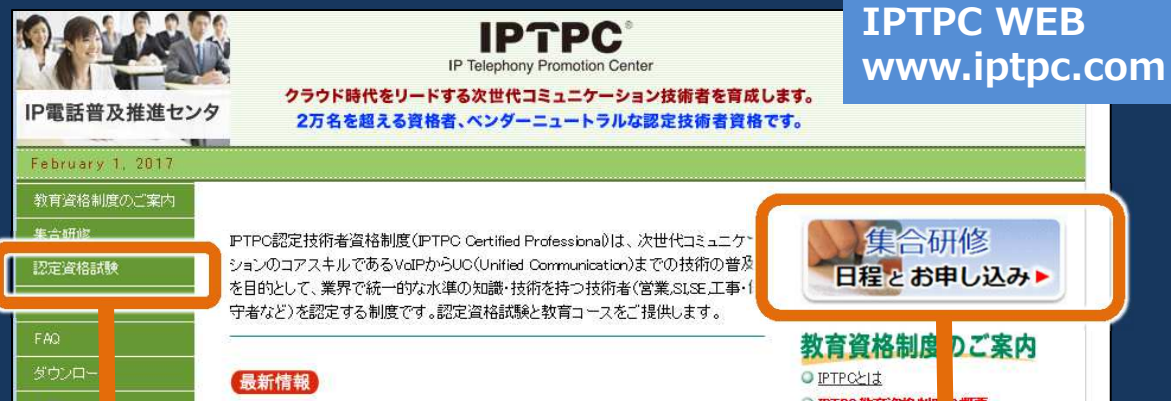 IPTPC WEB
www.iptpc.com
IPTPC®
IP Telephony Promotion Center
IP電話普及推進センタ
クラウド時代をリードする次世代コミュニケーション技術者を育成します。
2万名を超える資格者、ベンダーニュートラルな認定技術者資格です。
February 1, 2017
教育資格制度のご案内
集合研修
認定資格試験
FAQ
ダウンロー
IPTPC認定技術者資格制度(IPTPC Certified Professional)は、次世代コミュニケー
ションのコアスキルであるVoIPからUC(Unified Communication)までの技術の普及
を目的として、業界で統一的な水準の知識・技術を持つ技術者(営業,SI,SE,工事・
守者など)を認定する制度です。認定資格試験と教育コースをご提供します。
最新情報
集合研修
日程とお申し込み▶
教育資格制度のご案内
IPTPCとは